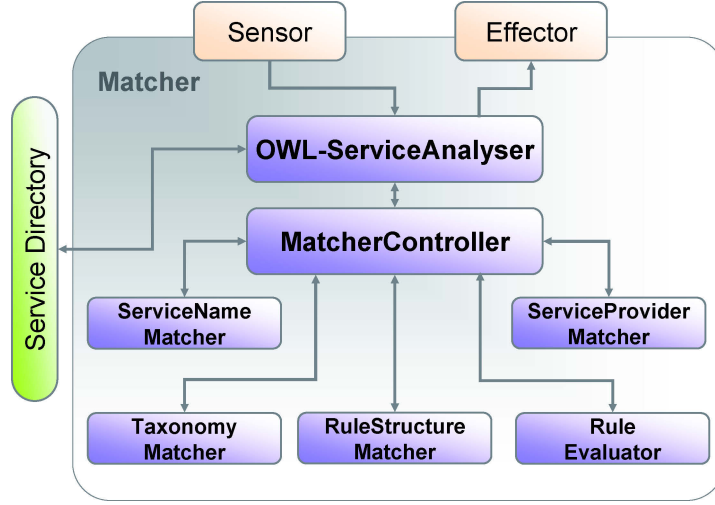 Sensor
Effector
Matcher
Service Directory
OWL-ServiceAnalyser
MatcherController
ServiceName
Matcher
ServiceProvider
Matcher
Taxonomy
Matcher
RuleStructure
Matcher
Rule
Evaluator